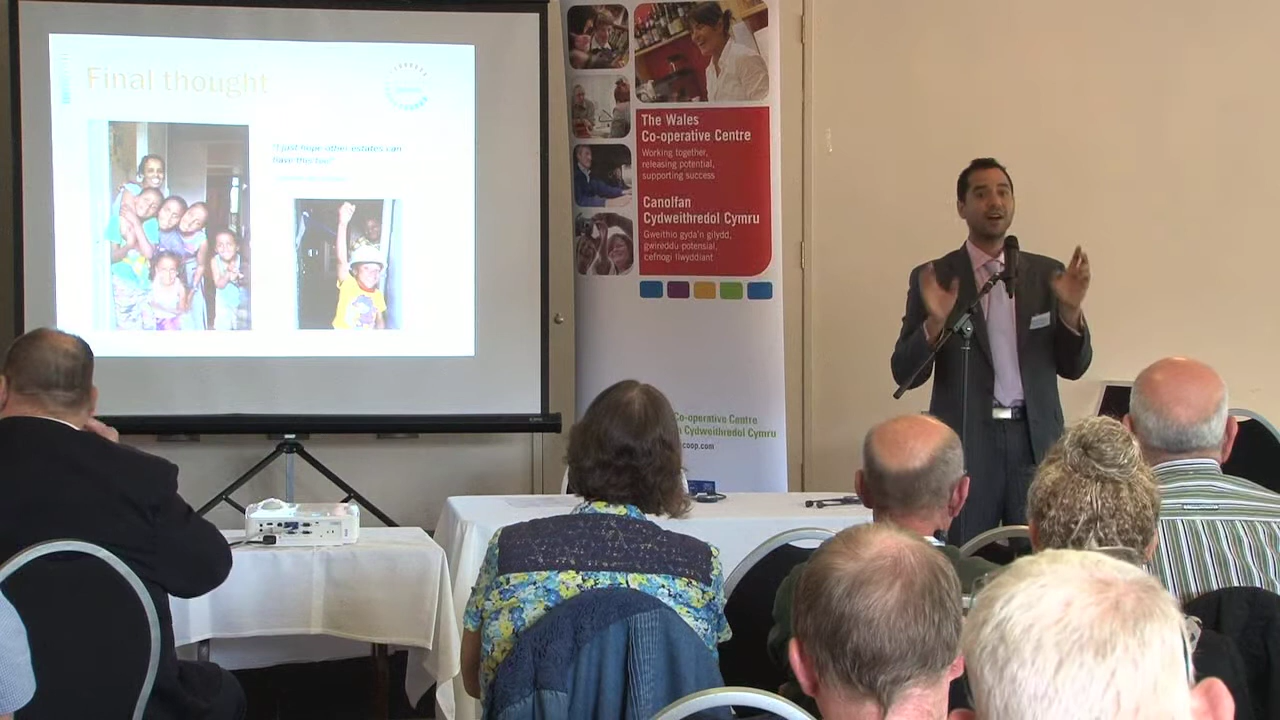 Final thought
"I just hope other estates can
have this too!"
The Wales
Co-operative Centre
Working together,
releasing potential,
supporting success
Canolfan
Cydweithredol Cymru
Gweithio gyda'n gilydd,
gwireddu potensial,
cefnogi llwyddiant
Co-operative Centre
Cydweithredol Cymru
coop.com